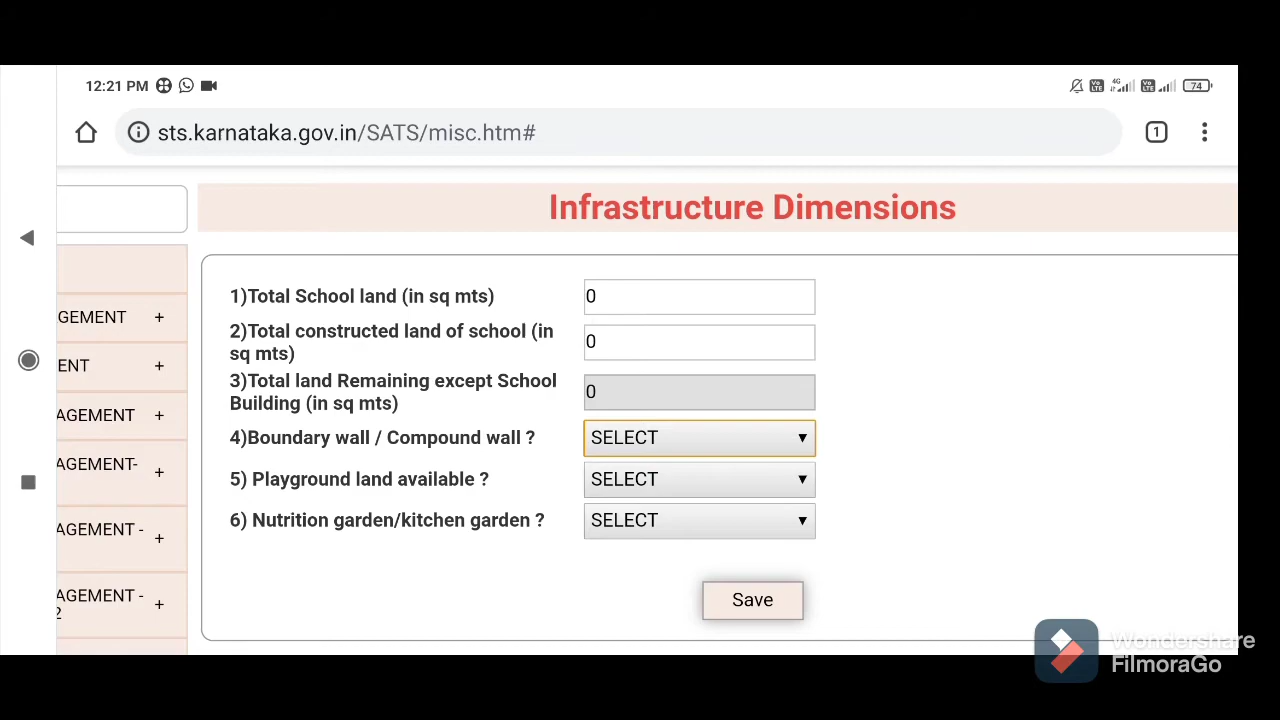 12:21 PM
74
sts.karnataka.gov.in/SATS/misc.htm#
1
Infrastructure Dimensions
GEMENT +
ENT +
AGEMENT +
AGEMENT- +
AGEMENT - +
AGEMENT - +
2
1)Total School land (in sq mts)
0
2)Total constructed land of school (in
sq mts)
0
3)Total land Remaining except School
Building (in sq mts)
0
4)Boundary wall / Compound wall ?
SELECT
5) Playground land available ?
SELECT
6) Nutrition garden/kitchen garden ?
SELECT
Save
Wondershare
FilmoraGo